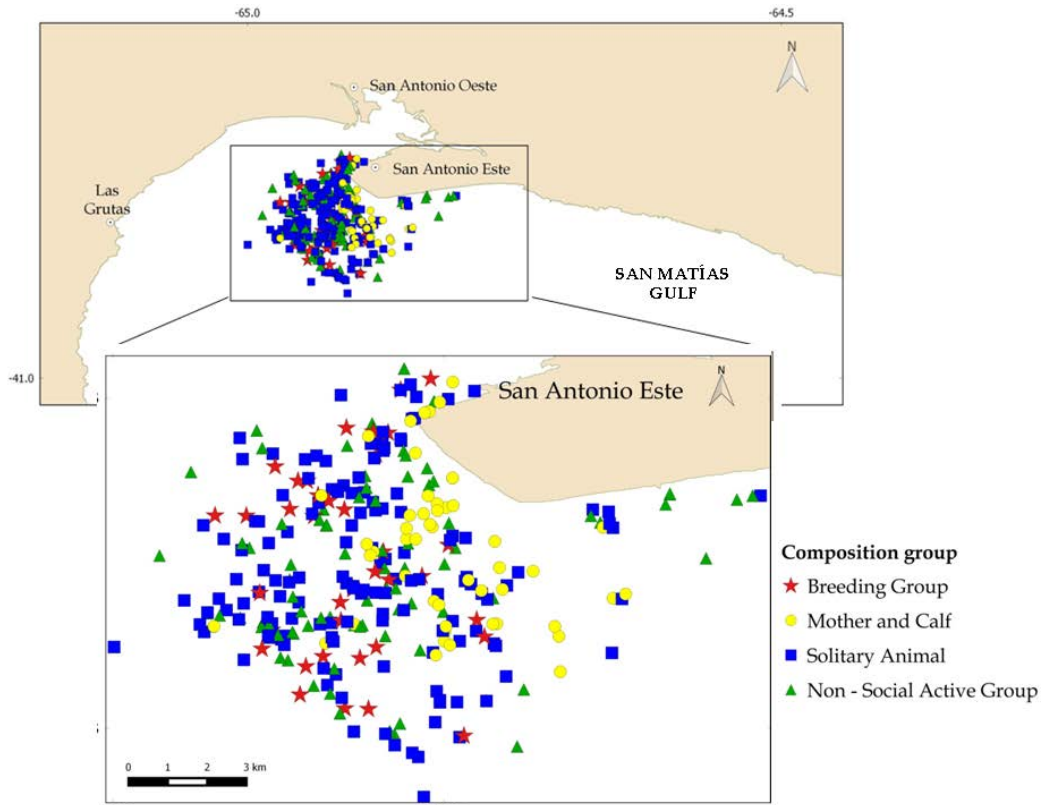 -65.0
-64.5
N
San Antonio Oeste
San Antonio Este
Las
Grutas
SAN MATÍAS
GULF
-41.0
San Antonio Este
N
Composition group
Breeding Group
Mother and Calf
Solitary Animal
Non - Social Active Group
0 1 2 3 km